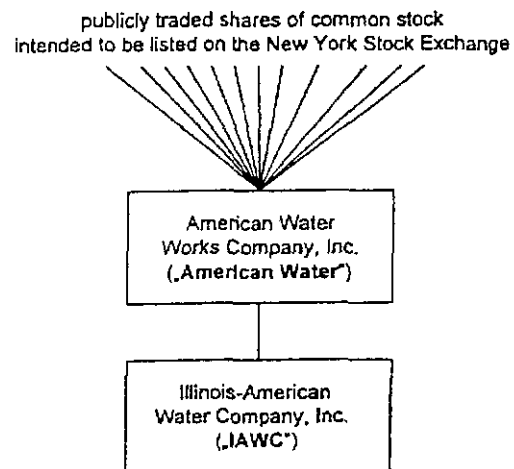 publicly traded shares of common stock
intended to be listed on the New York Stock Exchange
American Water
Works Company, Inc.
(„American Water“)
Illinois-American
Water Company, Inc.
(„IAWC“)